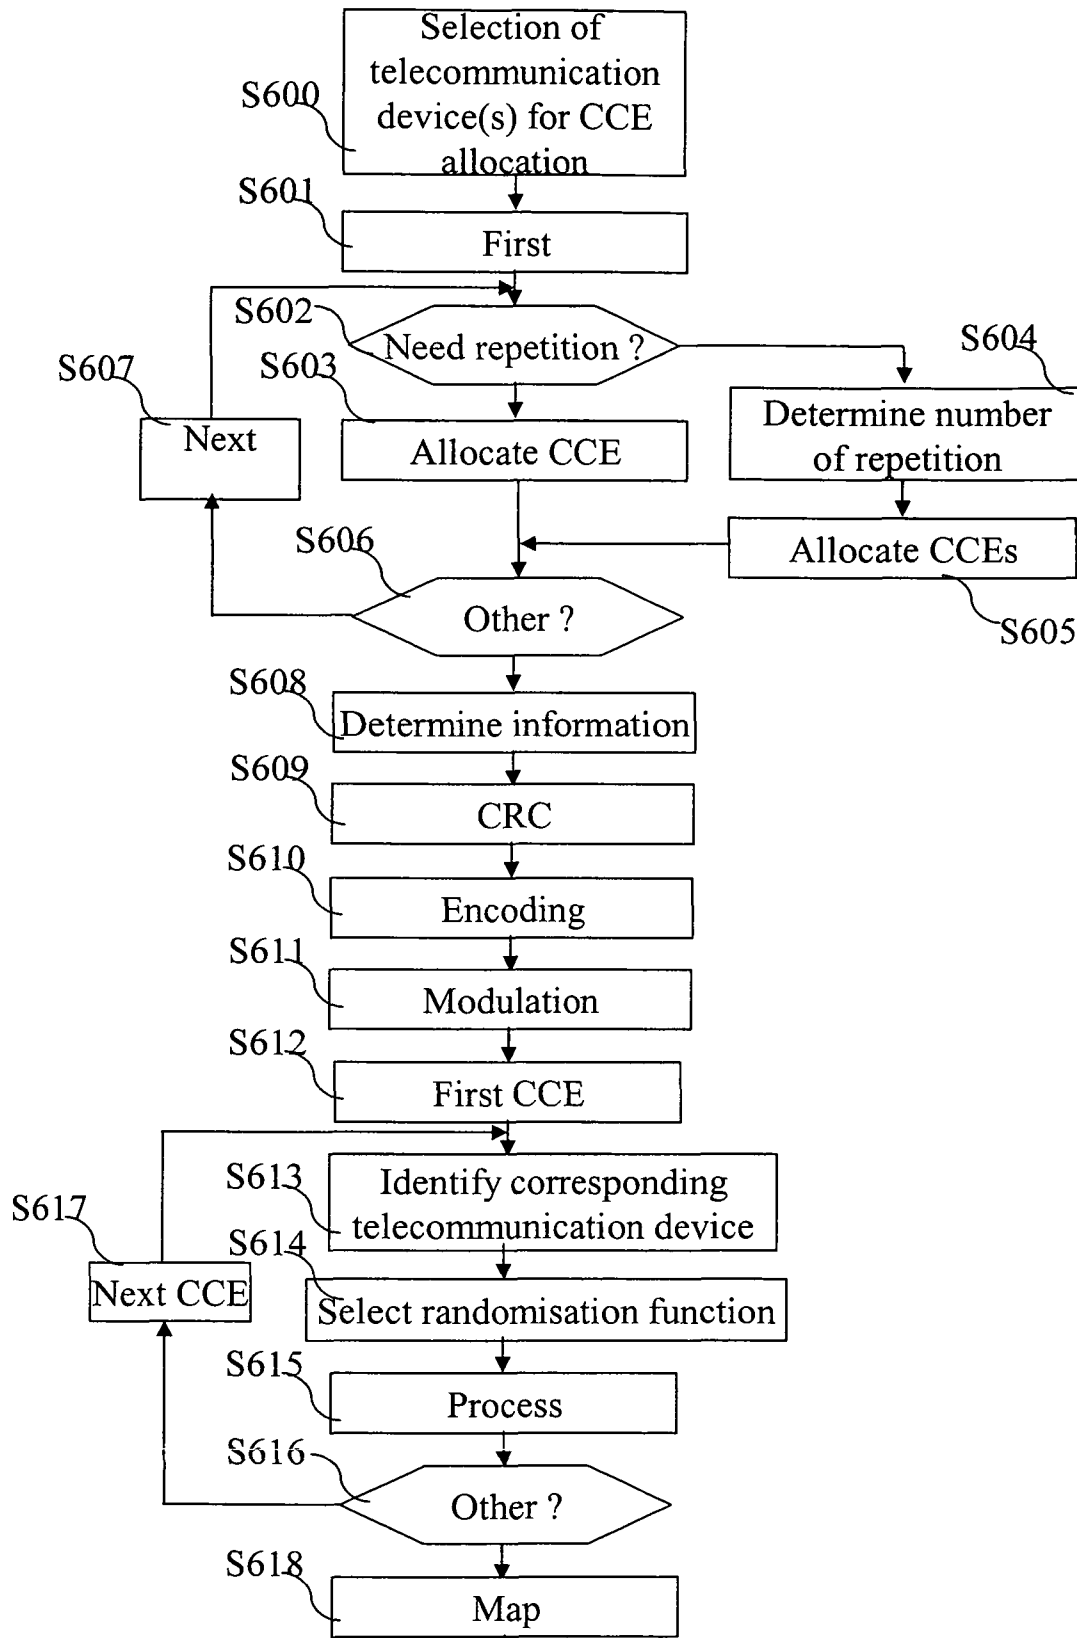 Selection of
telecommunication
device(s) for CCE
allocation
S600
S601
First
S602
Need repetition ?
S604
S607
S603
Next
Allocate CCE
Determine number
of repetition
S606
Allocate CCEs
Other ?
S605
S608
Determine information
S609
CRC
S610
Encoding
S611
Modulation
S612
First CCE
S613
Identify corresponding
telecommunication device
S617
S614
Next CCE
Select randomisation function
S615
Process
S616
Other ?
S618
Map